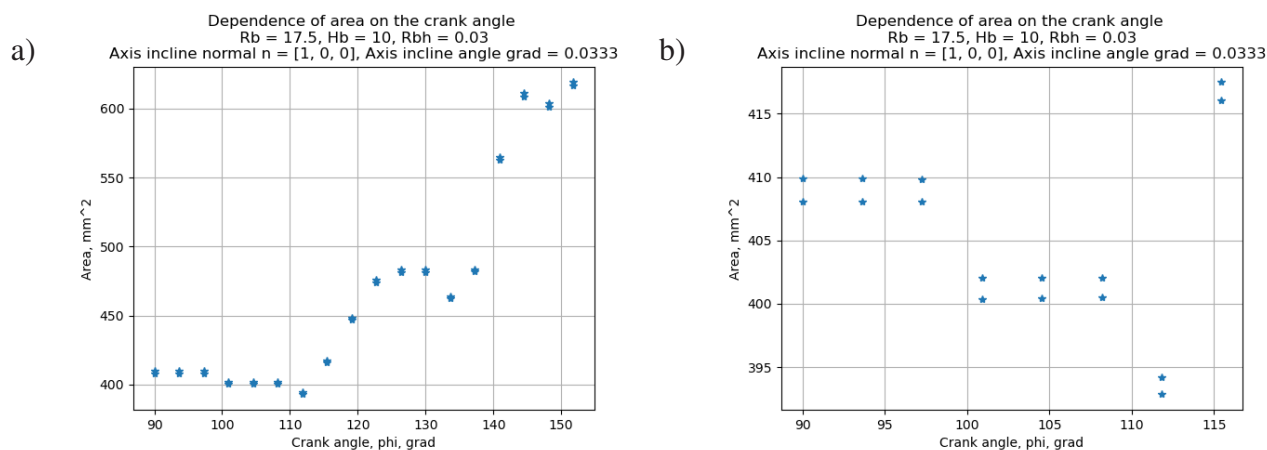 a)
Dependence of area on the crank angle
Rb = 17.5, Hb = 10, Rbh = 0.03
Axis incline normal n = [1, 0, 0], Axis incline angle grad = 0.0333
600
550
500
450
400
Area, mm^2
90 100 110 120 130 140 150
Crank angle, phi, grad
b)
Dependence of area on the crank angle
Rb = 17.5, Hb = 10, Rbh = 0.03
Axis incline normal n = [1, 0, 0], Axis incline angle grad = 0.0333
415
410
405
400
395
Area, mm^2
90 95 100 105 110 115
Crank angle, phi, grad